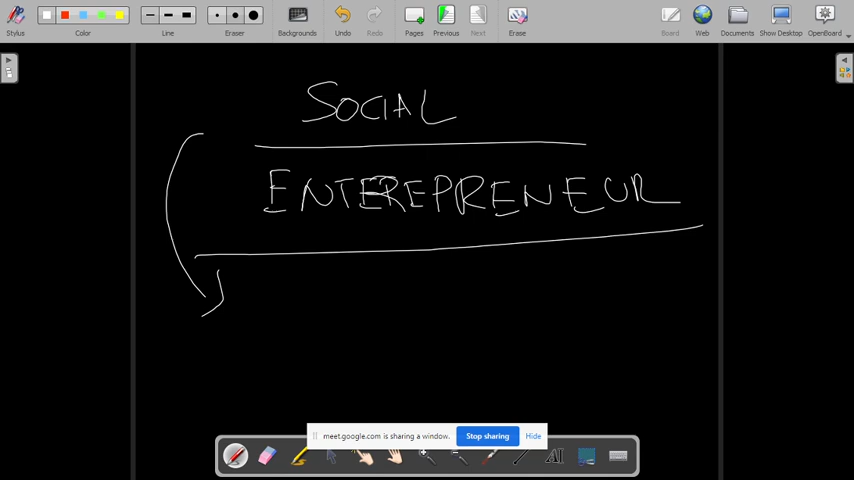 Stylus
Color
Line
Eraser
Backgrounds
Undo
Redo
Pages
Previous
Next
Erase
Board
Web
Documents
Show Desktop
OpenBoard
SOCIAL
ENTEREPRENEUR
meet.google.com is sharing a window.
Stop sharing
Hide
AI